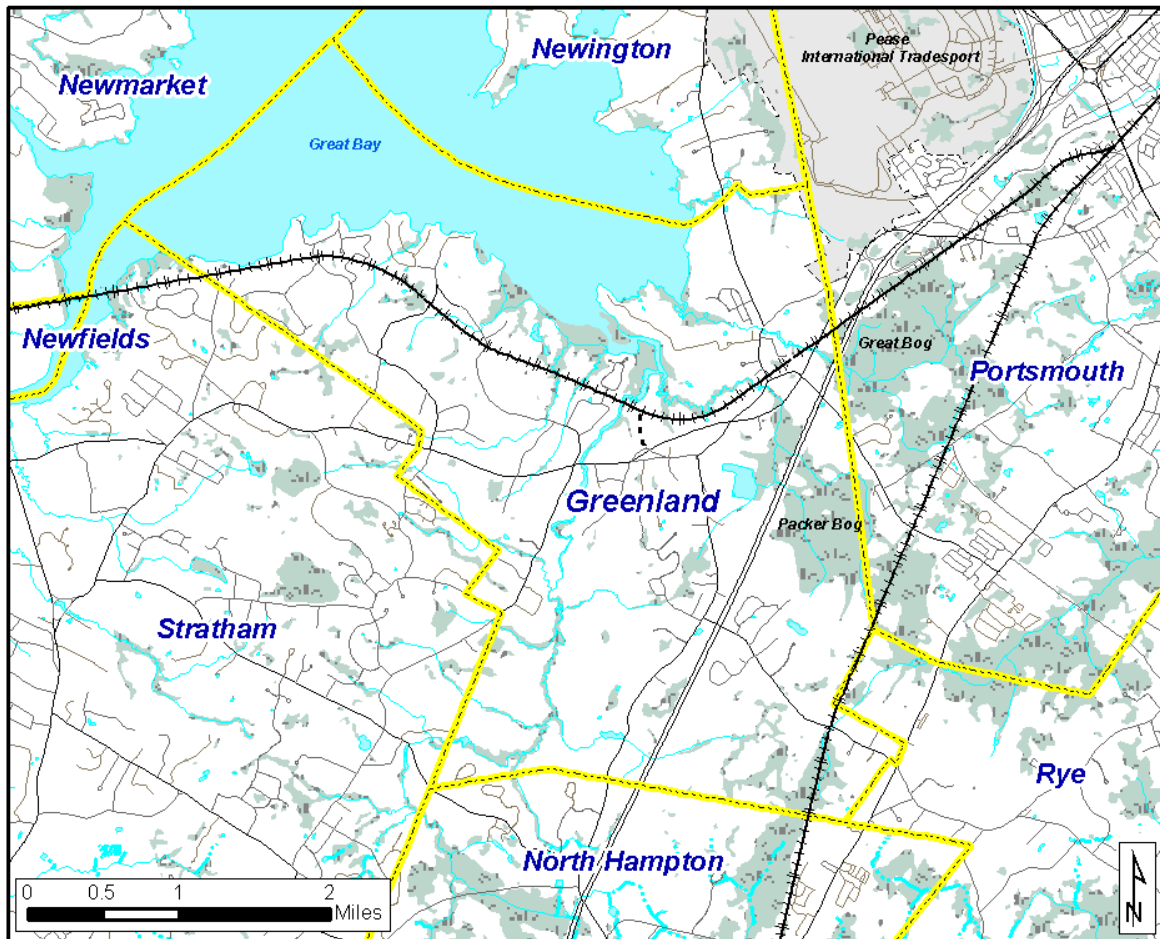 Newmarket
Newington
Pease
International Tradesport
Great Bay
Newfields
Great Bog
Portsmouth
Greenland
Packer Bog
Stratham
Rye
North Hampton
0 0.5 1 2
Miles
N